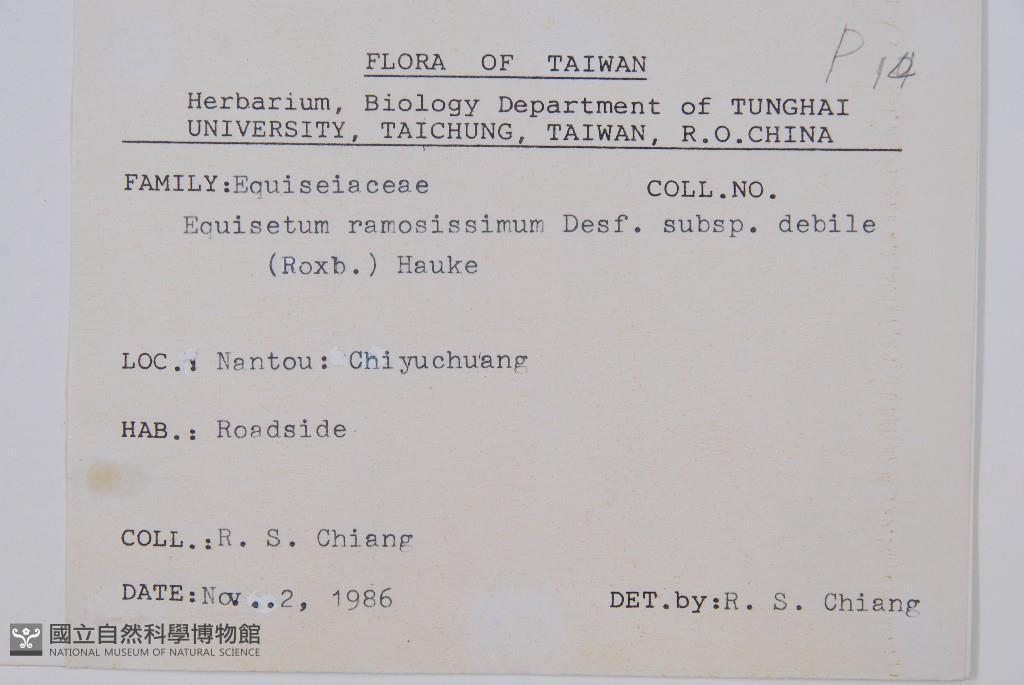 P 14
FLORA OF TAIWAN
Herbarium, Biology Department of TUNGHAI
UNIVERSITY, TAICHUNG, TAIWAN, R.O.CHINA
FAMILY:Equiseiaceae COLL.NO.
Equisetum ramosissimum Desf. subsp. debile
(Roxb.) Hauke
LOC.: Nantou: Chiyuchuang
HAB.: Roadside
COLL.:R. S. Chiang
DATE:Nov..2, 1986 DET.by:R. S. Chiang
國立自然科學博物館
NATIONAL MUSEUM OF NATURAL SCIENCE